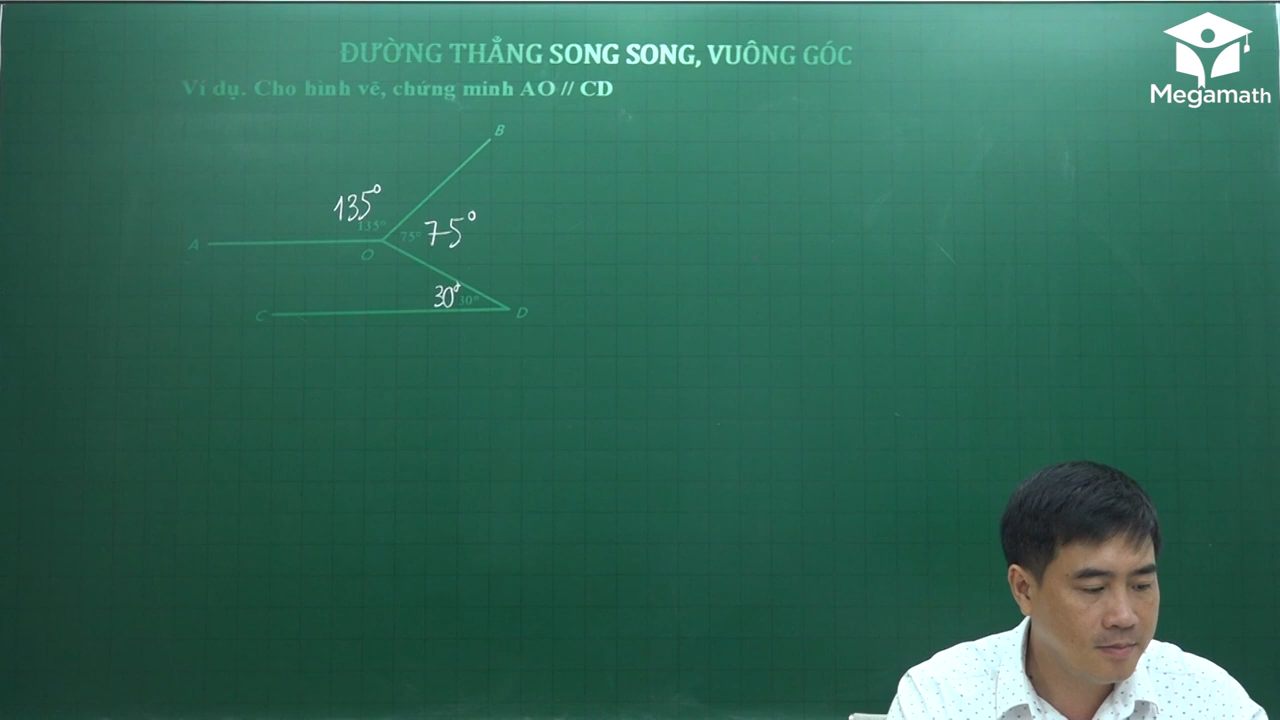 ĐƯỜNG THẲNG SONG SONG, VUÔNG GÓC
Ví dụ. Cho hình vẽ, chứng minh AO // CD
Megamath
B
135°
135°
75°
75°
A
O
30°
30°
C
D